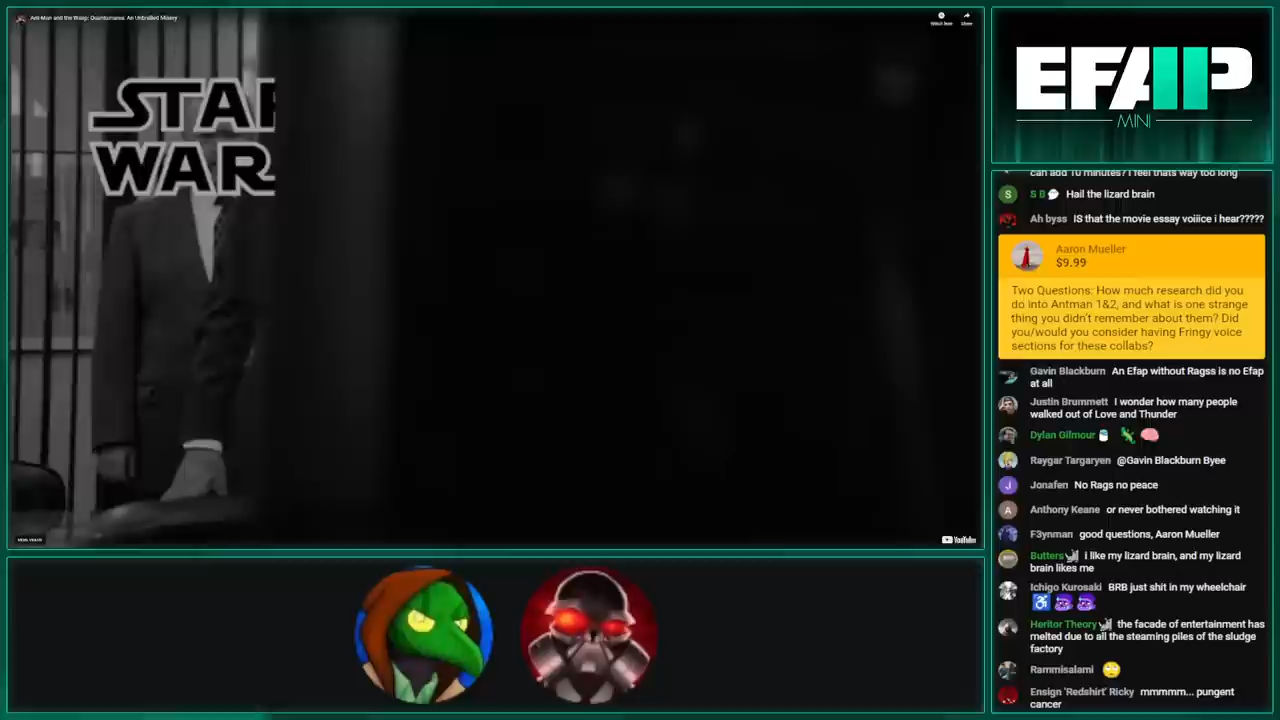 Ant-Man and the Wasp: Quantumania: An Unbridled Misery
Watch later
Share
STAR
WAR
MORE VIDEOS
YouTube
EFAP
MINI
can add 10 minutes? I feel thats way too long
S B Hail the lizard brain
Ah byss IS that the movie essay voiiice i hear?????
Aaron Mueller
$9.99
Two Questions: How much research did you
do into Antman 1&2, and what is one strange
thing you didn't remember about them? Did
you/would you consider having Fringy voice
sections for these collabs?
Gavin Blackburn An Efap without Ragss is no Efap
at all
Justin Brummett I wonder how many people
walked out of Love and Thunder
Dylan Gilmour
Raygar Targaryen @Gavin Blackburn Byee
J
Jonafen No Rags no peace
A
Anthony Keane or never bothered watching it
F3ynman good questions, Aaron Mueller
Butters i like my lizard brain, and my lizard
brain likes me
Ichigo Kurosaki BRB just shit in my wheelchair
Heritor Theory the facade of entertainment has
melted due to all the steaming piles of the sludge
factory
Rammisalami
Ensign 'Redshirt' Ricky mmmmm... pungent
cancer